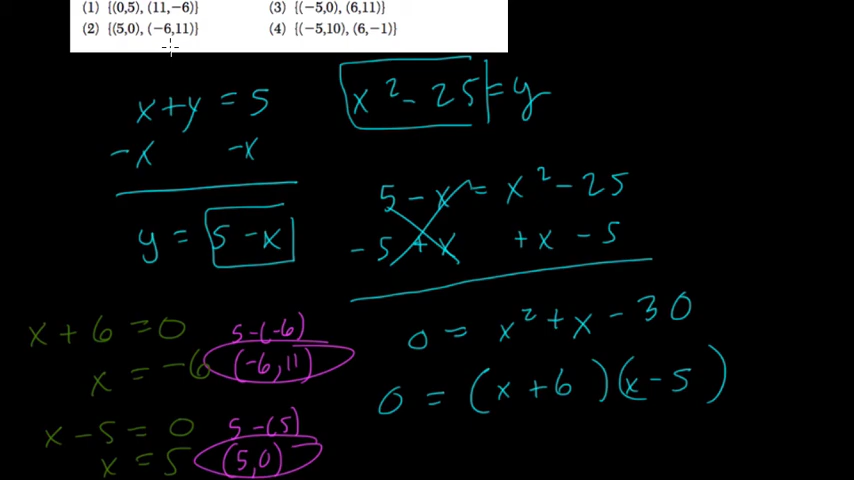 (1) {(0,5), (11,−6)} (3) {(−5,0), (6,11)}
(2) {(5,0), (−6,11)} (4) {(−5,10), (6,−1)}
x+y = 5
-x -x
y = 5 - x
x² - 25 = y
5 - x = x² - 25
- 5 + x + x - 5
0 = x² + x - 30
0 = (x + 6)(x - 5)
x + 6 = 0
x = -6
x - 5 = 0
x = 5
5 - (-6)
(-6, 11)
5 - (5)
(5, 0)